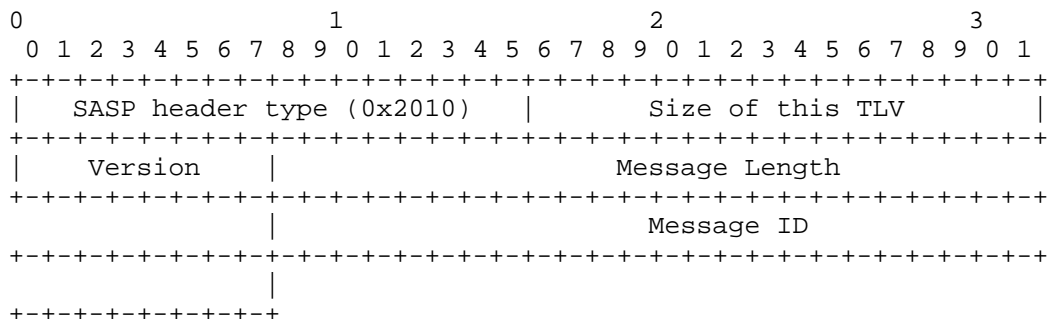 0                   1                   2                   3
 0 1 2 3 4 5 6 7 8 9 0 1 2 3 4 5 6 7 8 9 0 1 2 3 4 5 6 7 8 9 0 1
+-+-+-+-+-+-+-+-+-+-+-+-+-+-+-+-+-+-+-+-+-+-+-+-+-+-+-+-+-+-+-+-+
|   SASP header type (0x2010)   |       Size of this TLV        |
+-+-+-+-+-+-+-+-+-+-+-+-+-+-+-+-+-+-+-+-+-+-+-+-+-+-+-+-+-+-+-+-+
|    Version    |                     Message Length
+-+-+-+-+-+-+-+-+-+-+-+-+-+-+-+-+-+-+-+-+-+-+-+-+-+-+-+-+-+-+-+-+
                |                       Message ID
+-+-+-+-+-+-+-+-+-+-+-+-+-+-+-+-+-+-+-+-+-+-+-+-+-+-+-+-+-+-+-+-+
                |
+-+-+-+-+-+-+-+-+